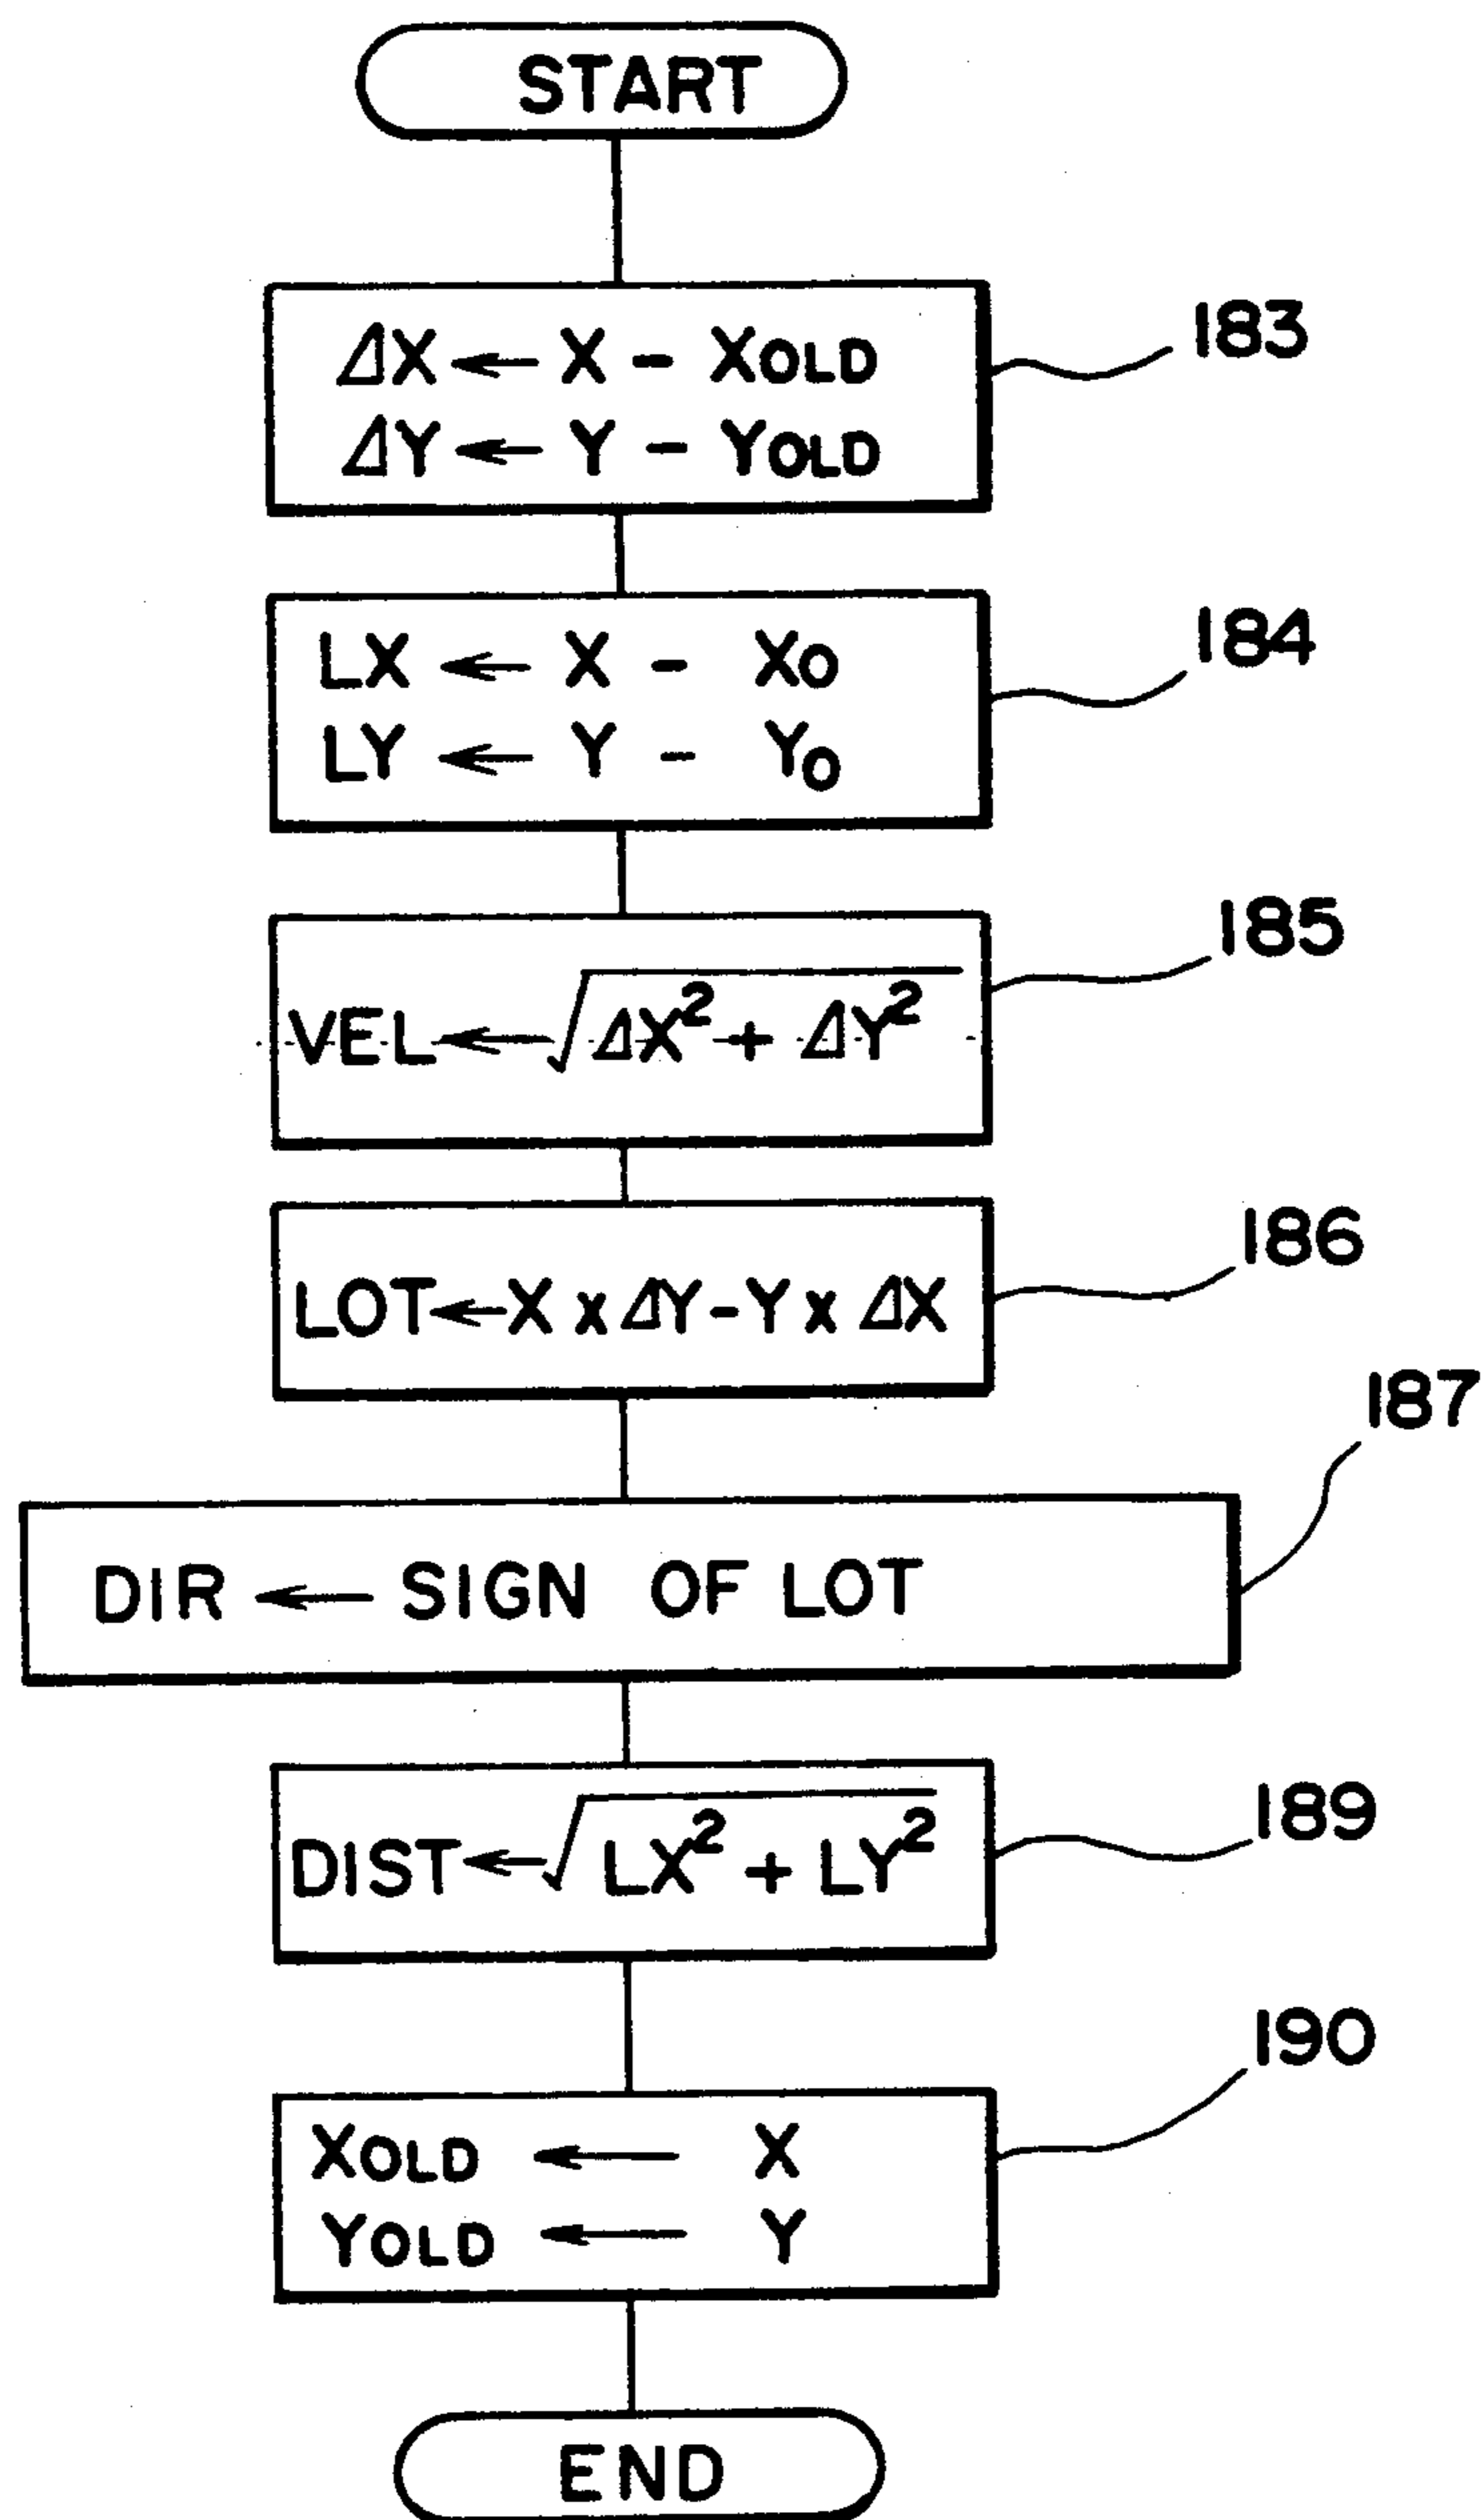 START
ΔX ← X - XOLD
183
ΔY ← Y - YOLD
LX ← X - X0
184
LY ← Y - Y0
185
VEL ← √ΔX² + ΔY²
186
LOT ← X x ΔY - Y x ΔX
187
DIR ← SIGN OF LOT
189
DIST ← √LX² + LY²
190
XOLD ← X
YOLD ← Y
END